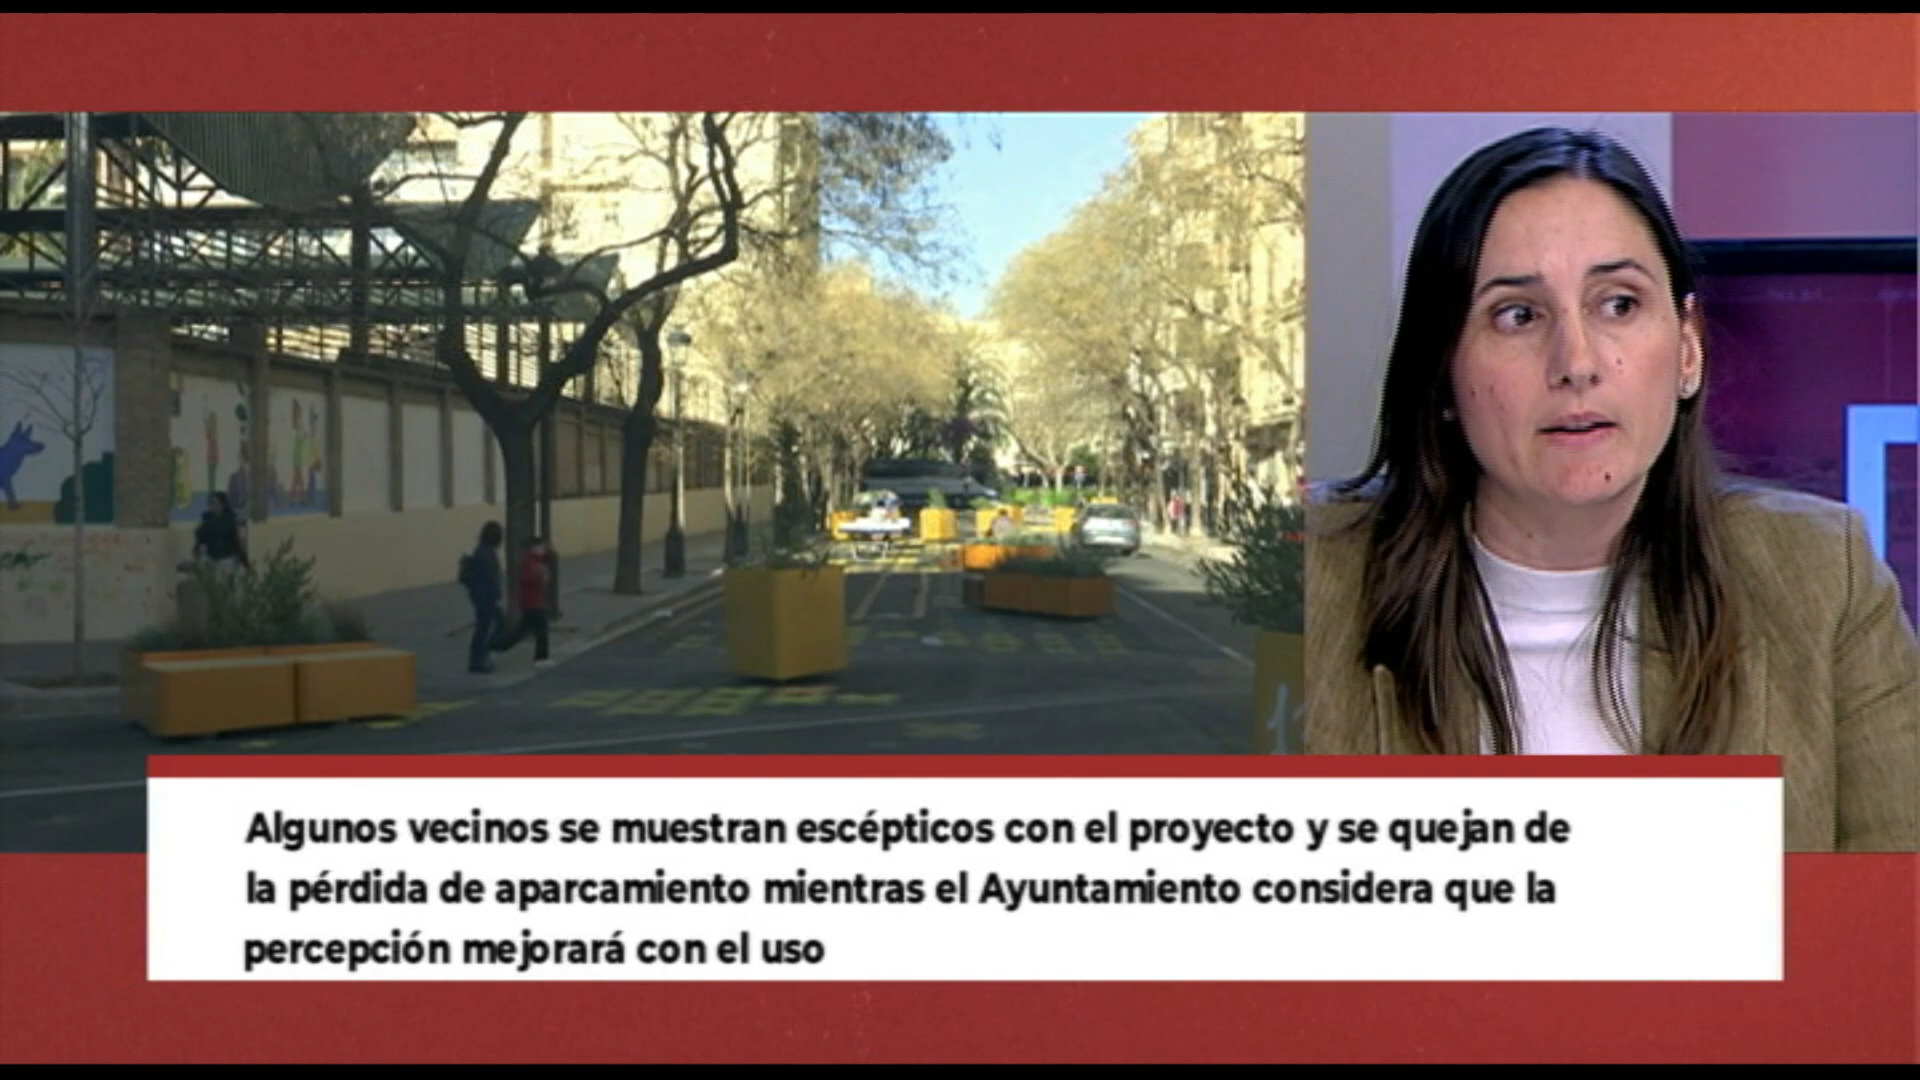 Algunos vecinos se muestran escépticos con el proyecto y se quejan de
la pérdida de aparcamiento mientras el Ayuntamiento considera que la
percepción mejorará con el uso